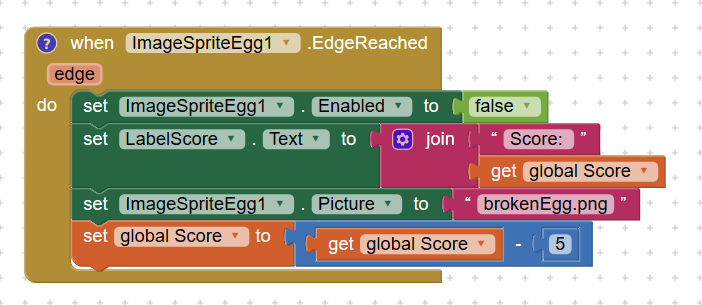 ? when ImageSpriteEgg1 .EdgeReached
edge
do set ImageSpriteEgg1 . Enabled to false
set LabelScore . Text to join “ Score: ”
get global Score
set ImageSpriteEgg1 . Picture to “ brokenEgg.png ”
set global Score to get global Score - 5